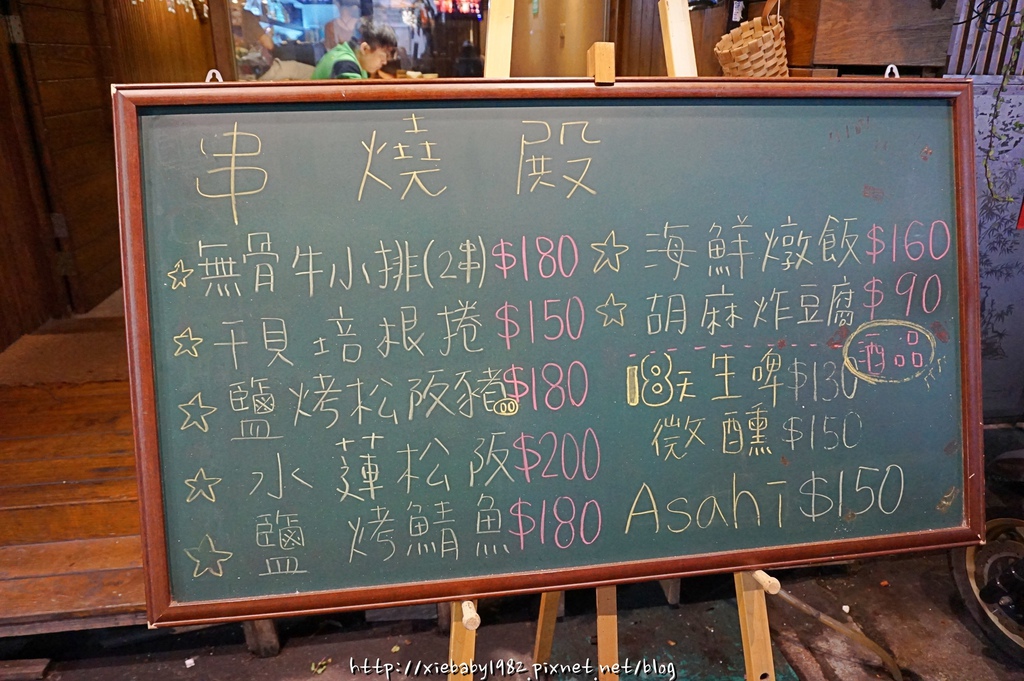 串燒殿
☆無骨牛小排(2串)$180
☆干貝培根捲$150
☆鹽烤松阪豬$180
☆水蓮松阪$200
☆鹽烤鯖魚$180
☆海鮮燉飯$160
☆胡麻炸豆腐$90
酒品
18天生啤$130
微醺$150
Asahi$150
http://xiebaby1982.pixnet.net/blog